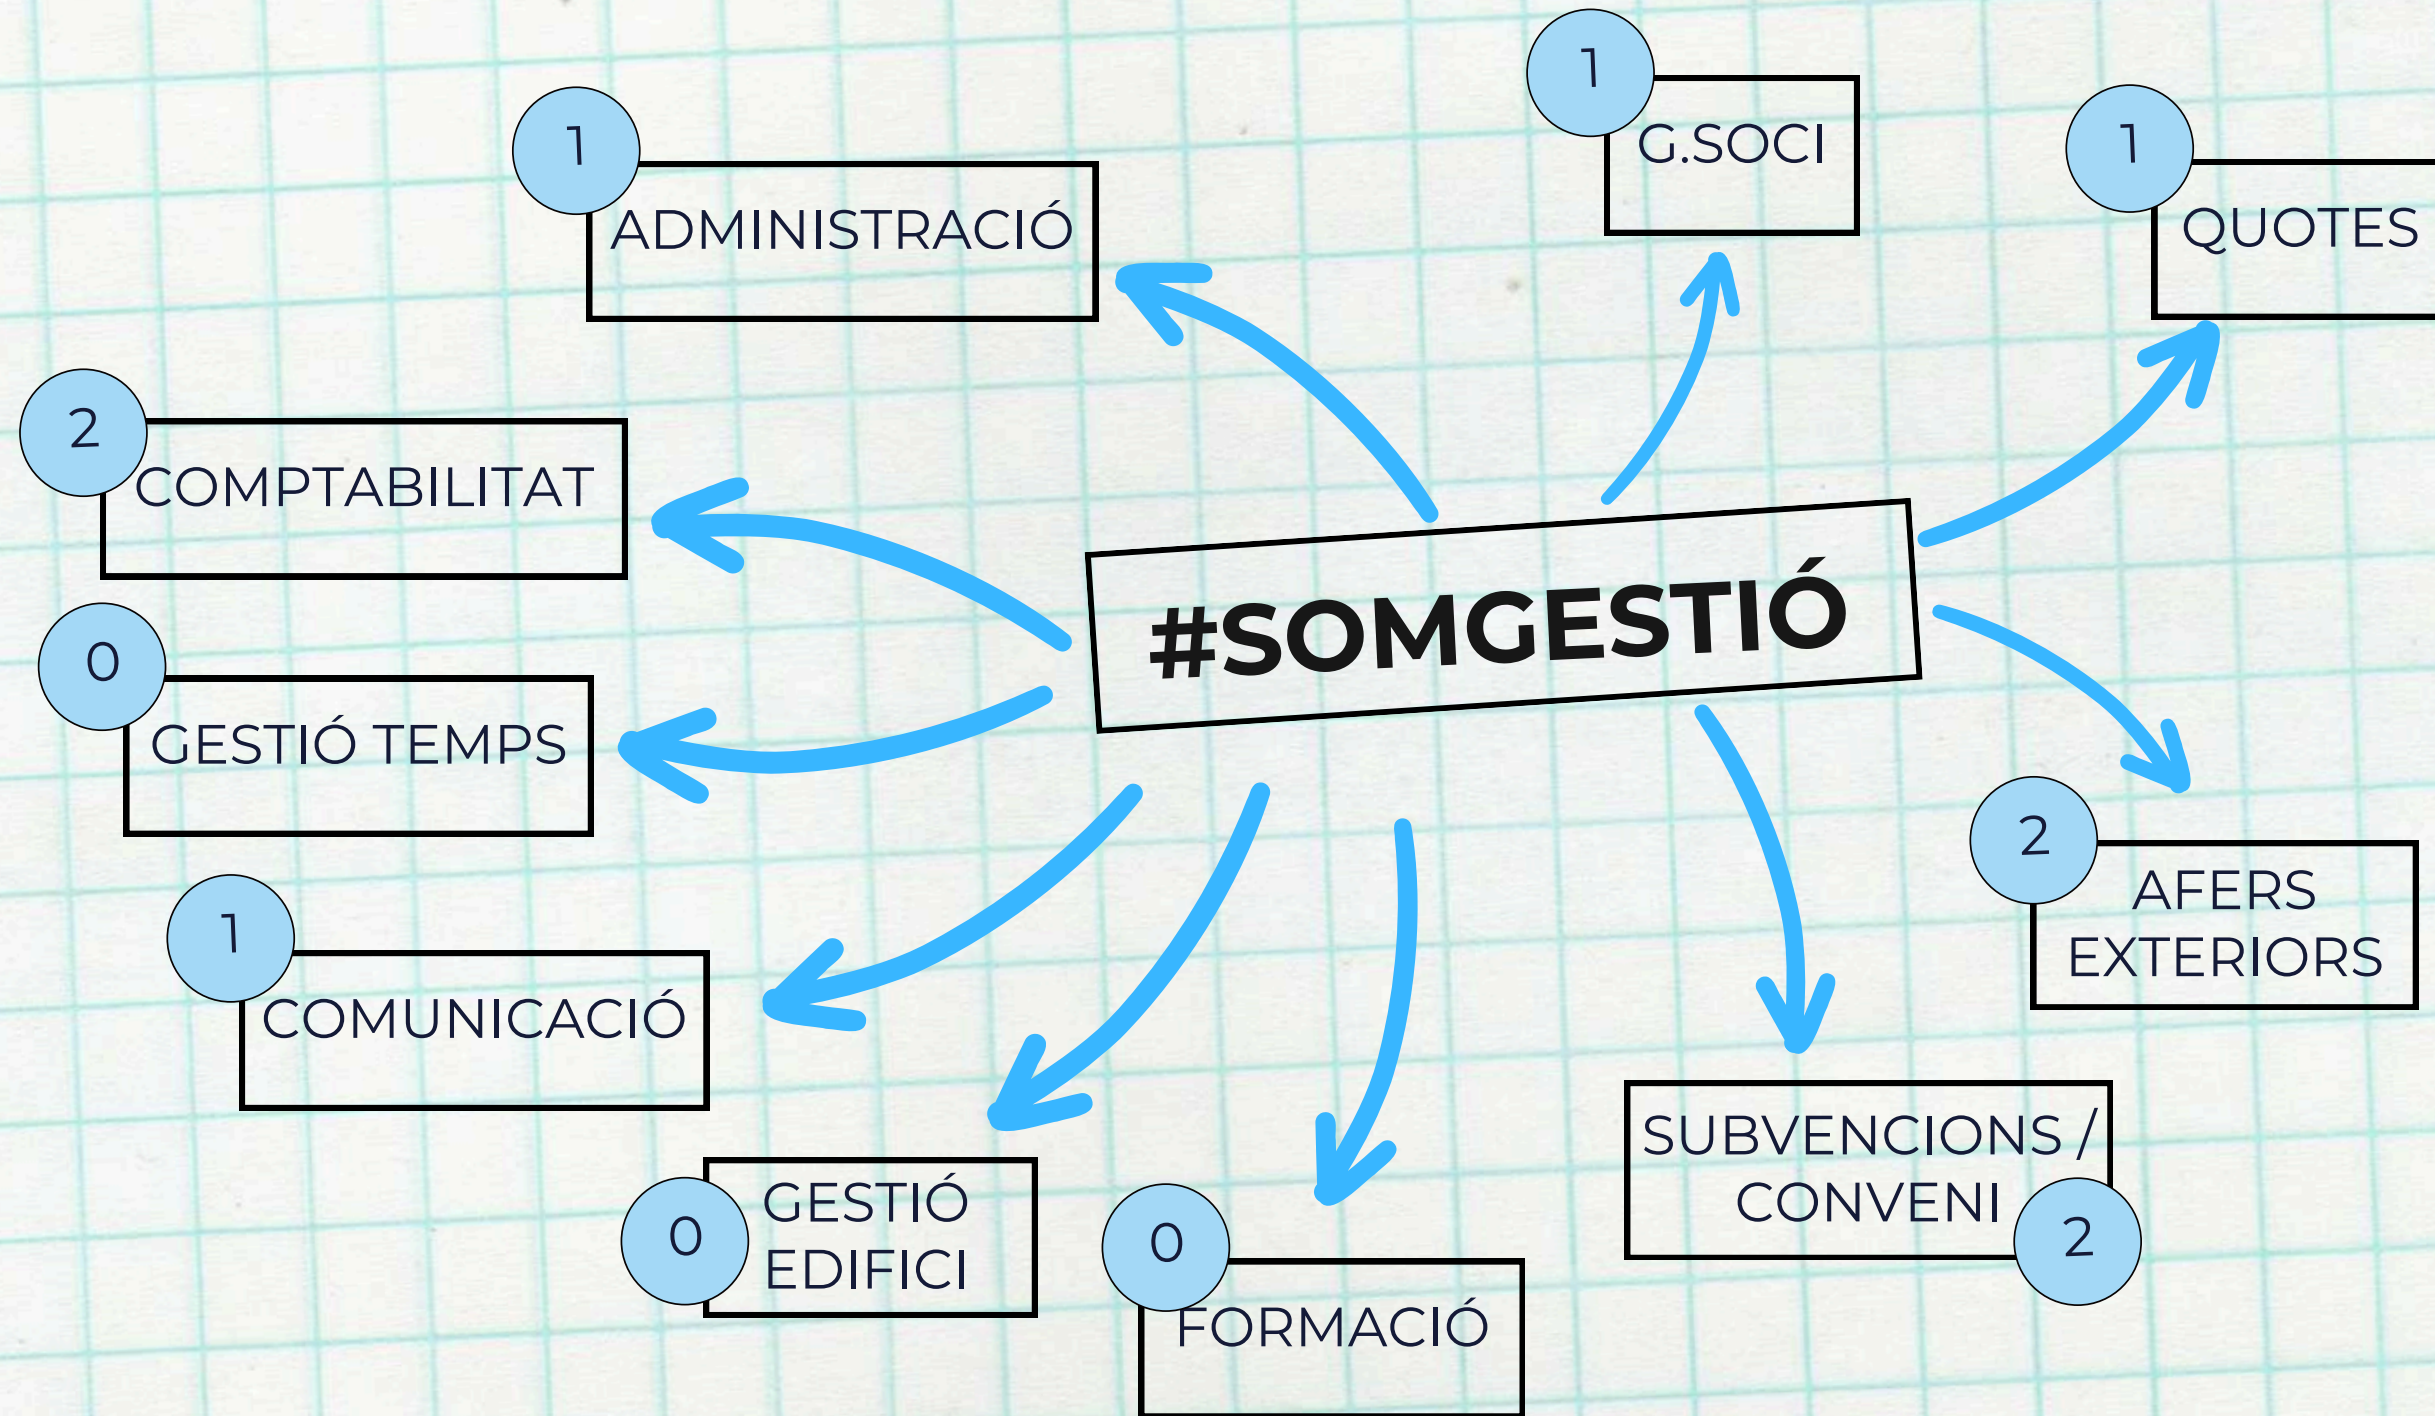 1
G.SOCI
1
ADMINISTRACIÓ
1
QUOTES
2
COMPTABILITAT
#SOMGESTIÓ
0
GESTIÓ TEMPS
2
AFERS
EXTERIORS
1
COMUNICACIÓ
0
GESTIÓ
EDIFICI
0
FORMACIÓ
SUBVENCIONS /
CONVENI
2